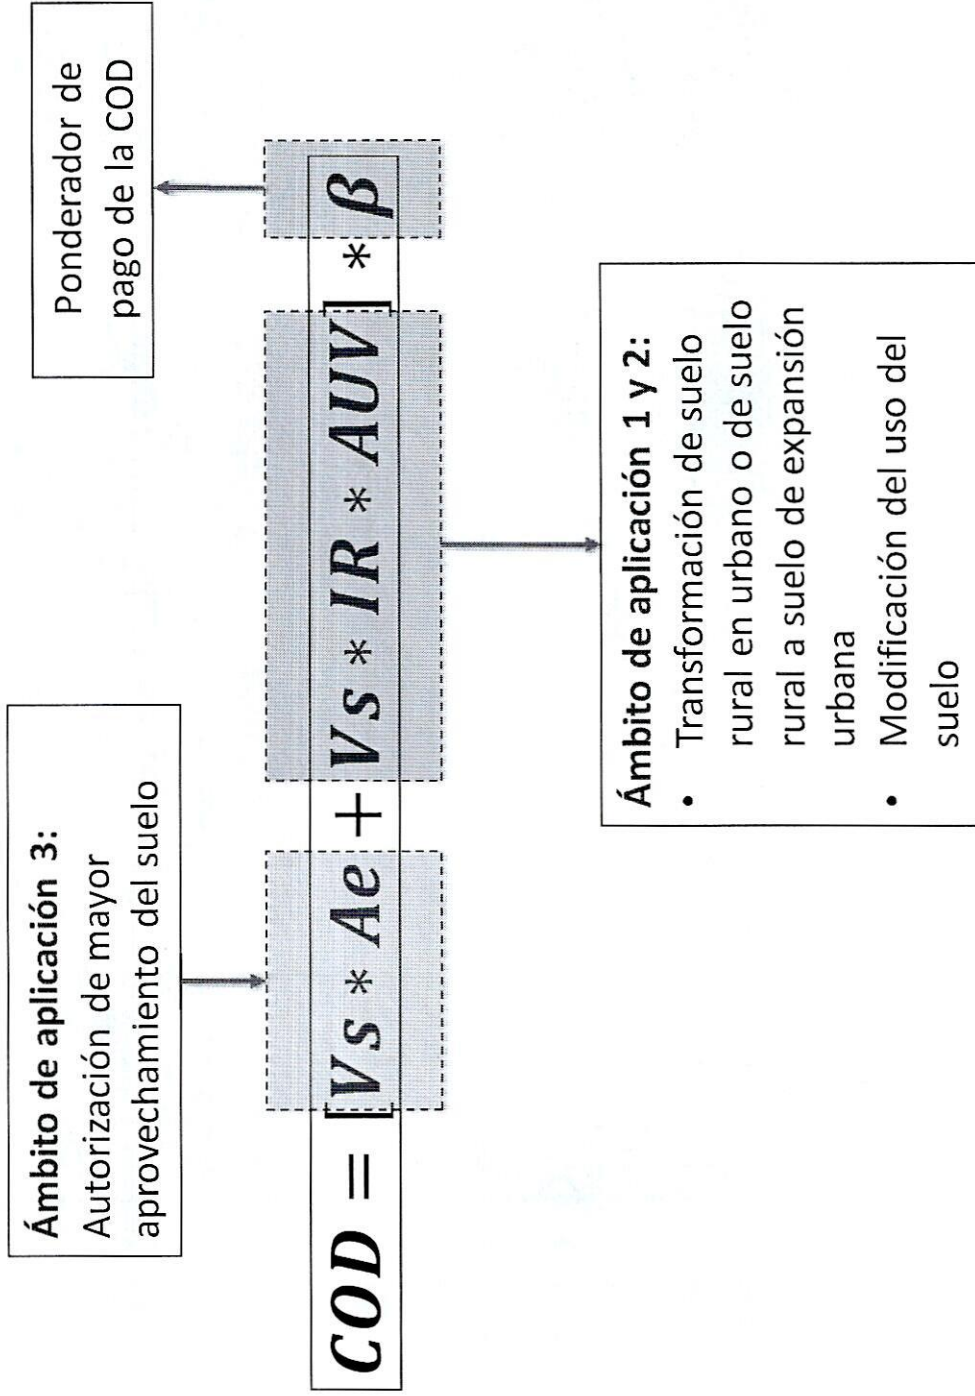 Ámbito de aplicación 3:
Autorización de mayor
aprovechamiento del suelo
Ponderador de
pago de la COD
COD = [Vs * Ae + Vs * IR * AUV] * β
Ámbito de aplicación 1 y 2:
• Transformación de suelo
rural en urbano o de suelo
rural a suelo de expansión
urbana
• Modificación del uso del
suelo